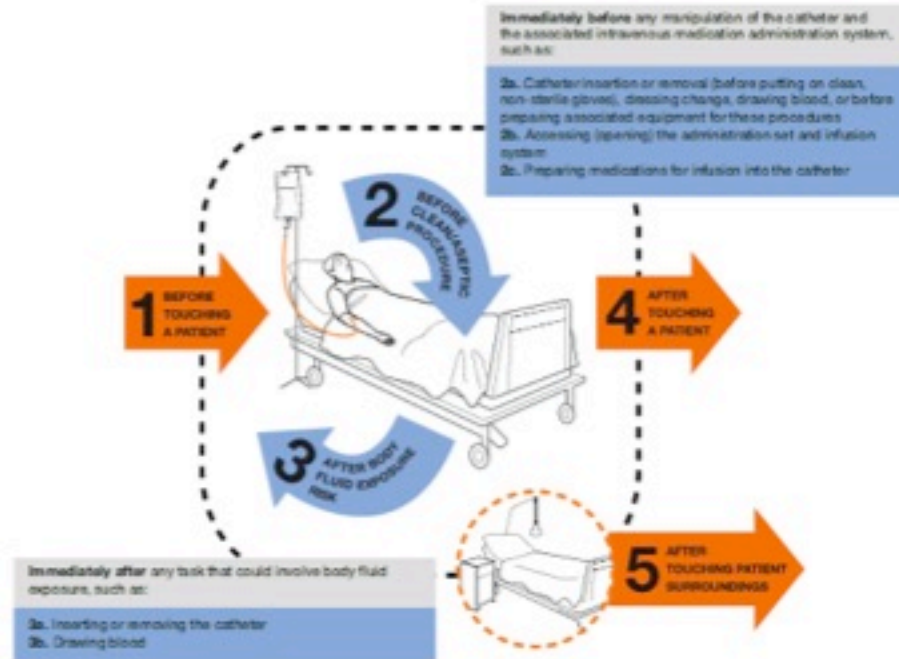 Immediately before any manipulation of the catheter and
the associated intravenous medication administration system,
such as:
2a. Catheter insertion or removal (before putting on clean,
non-sterile gloves), dressing change, drawing blood, or before
preparing associated equipment for these procedures
2b. Accessing (opening) the administration set and infusion
system
2c. Preparing medications for infusion into the catheter
1 BEFORE
TOUCHING
A PATIENT
2 BEFORE
CLEAN/ASEPTIC
PROCEDURE
3 AFTER BODY
FLUID EXPOSURE
RISK
4 AFTER
TOUCHING
A PATIENT
5 AFTER
TOUCHING PATIENT
SURROUNDINGS
Immediately after any task that could involve body fluid
exposure, such as:
3a. Inserting or removing the catheter
3b. Drawing blood